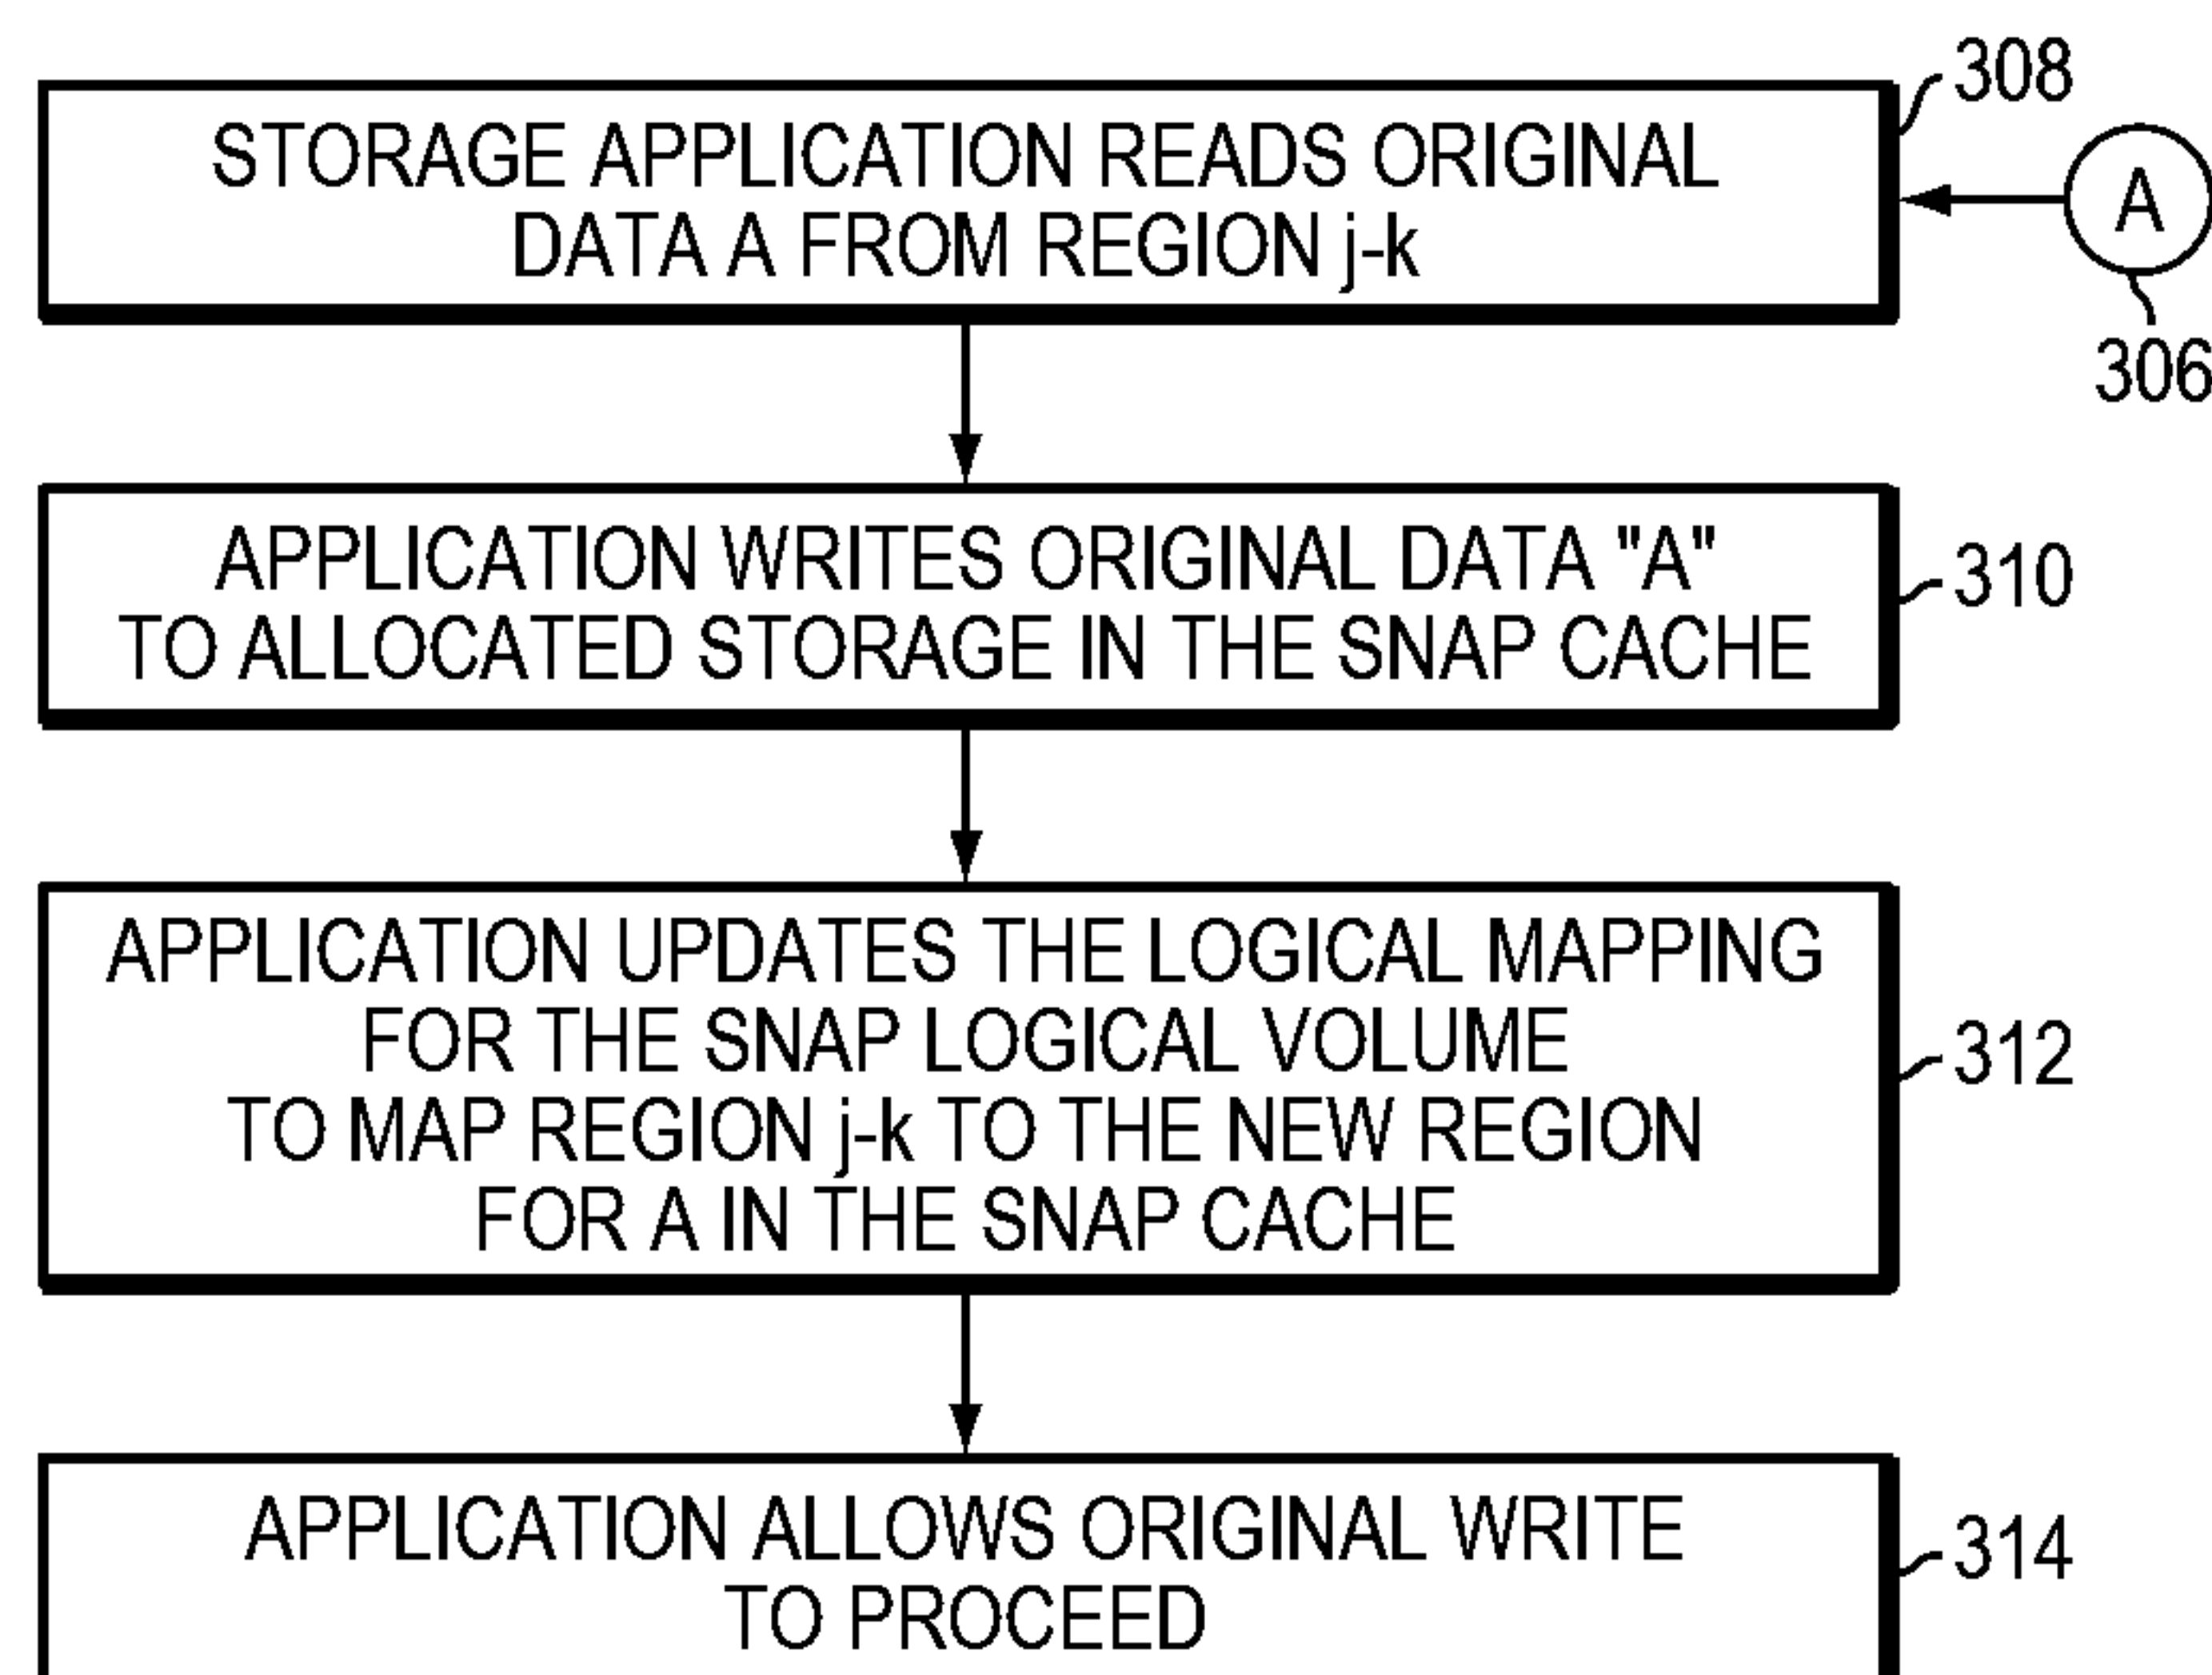 308
STORAGE APPLICATION READS ORIGINAL
DATA A FROM REGION j-k
A
306
APPLICATION WRITES ORIGINAL DATA "A"
TO ALLOCATED STORAGE IN THE SNAP CACHE
310
APPLICATION UPDATES THE LOGICAL MAPPING
FOR THE SNAP LOGICAL VOLUME
TO MAP REGION j-k TO THE NEW REGION
FOR A IN THE SNAP CACHE
312
APPLICATION ALLOWS ORIGINAL WRITE
TO PROCEED
314